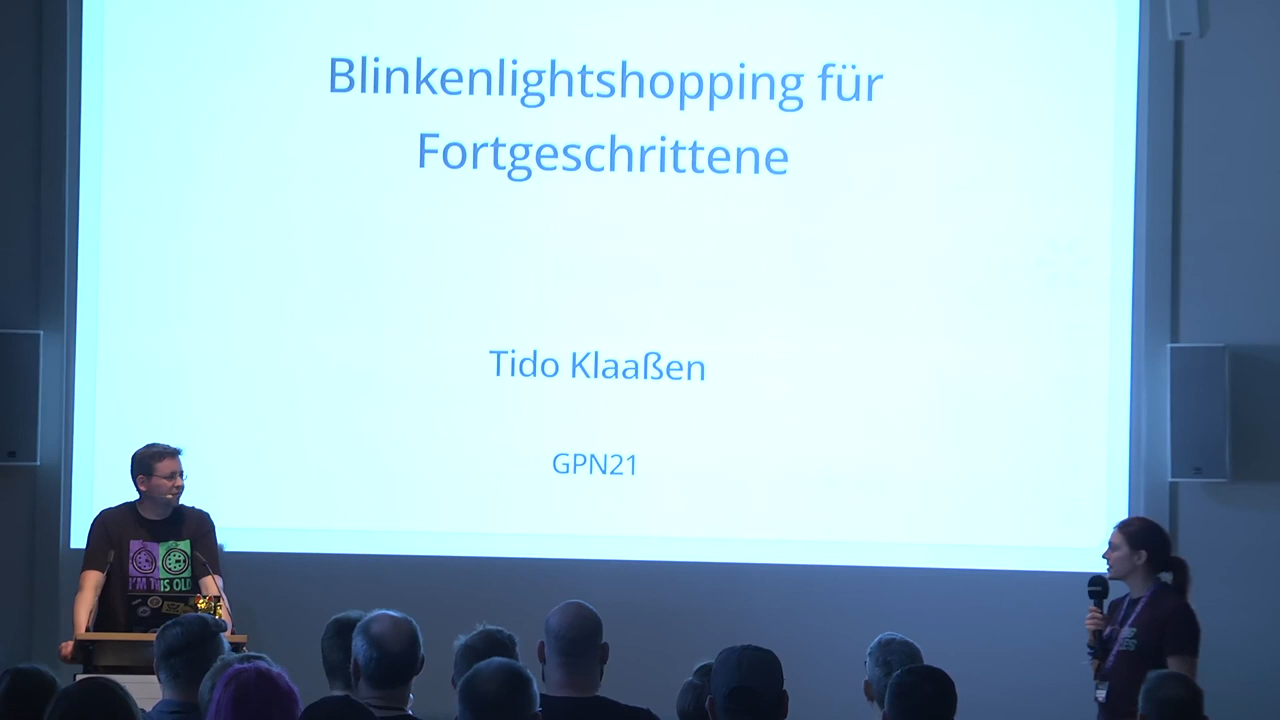 Blinkenlightshopping für
Fortgeschrittene
Tido Klaaßen
GPN21
I'M THIS OLD